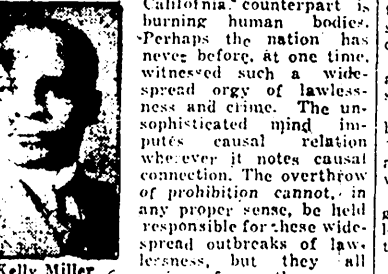 California. counterpart is
burning human bodies.
Perhaps the nation has
never before, at one time,
witnessed such a wide-
spread orgy of lawless-
ness and crime. The un-
sophisticated mind im-
putes causal relation
wherever it notes causal
connection. The overthrow
of prohibition cannot, in
any proper sense, be held
responsible for these wide-
spread outbreaks of law-
lessness, but they all
Kelly Miller